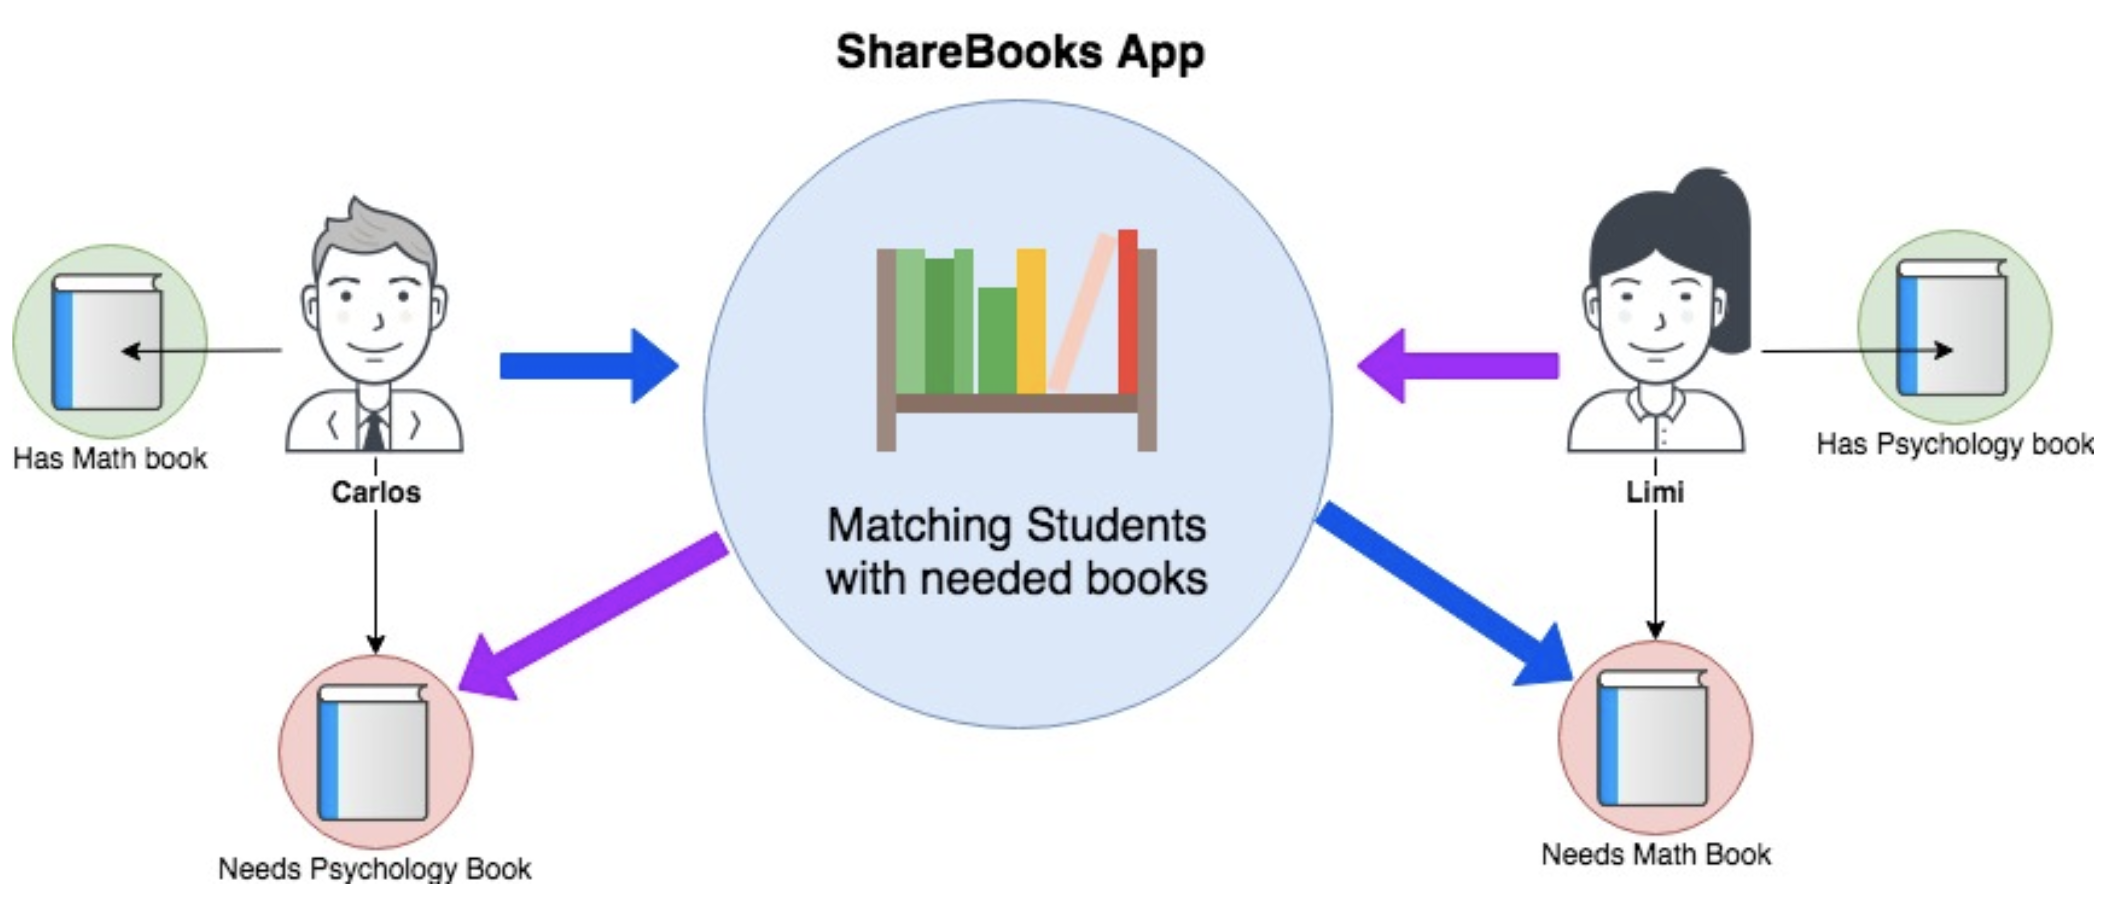 ShareBooks App
Has Math book
Carlos
Matching Students
with needed books
Limi
Has Psychology book
Needs Psychology Book
Needs Math Book